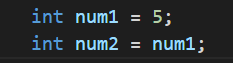 int num1 = 5;
int num2 = num1;